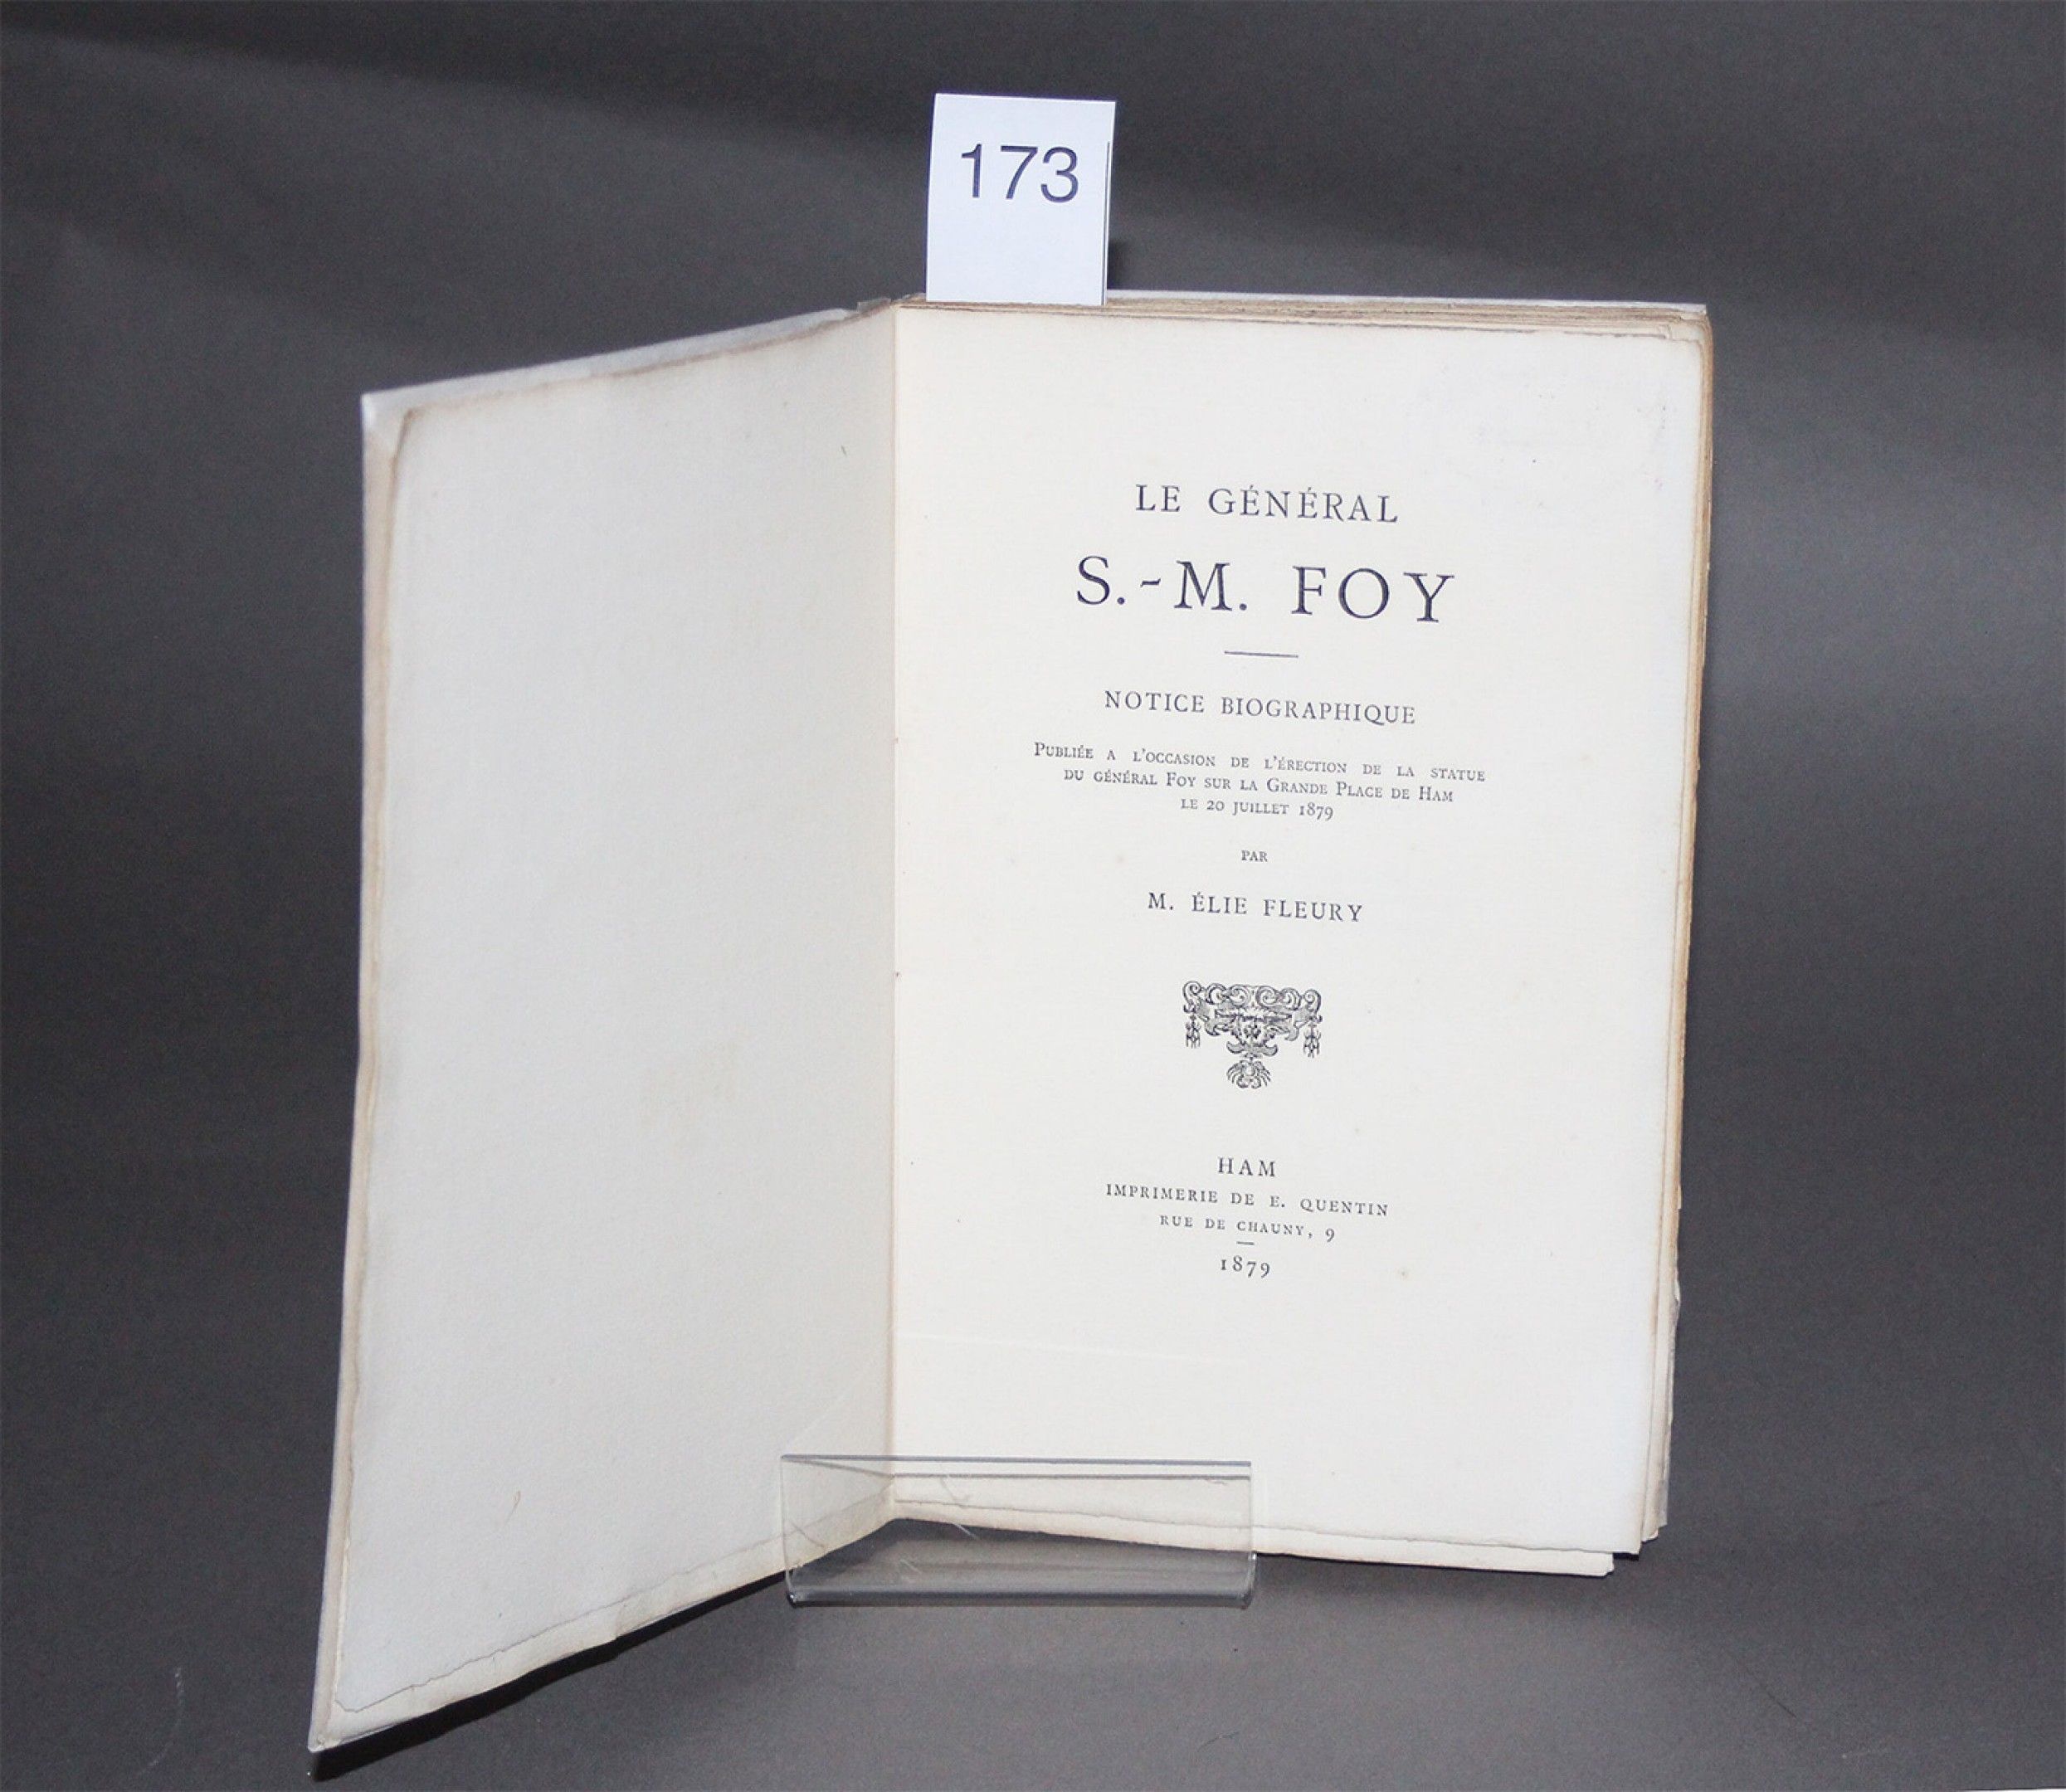 173
LE GÉNÉRAL
S.-M. FOY
NOTICE BIOGRAPHIQUE
PUBLIÉE A L'OCCASION DE L'ÉRECTION DE LA STATUE
DU GÉNÉRAL FOY SUR LA GRANDE PLACE DE HAM
LE 20 JUILLET 1879
PAR
M. ÉLIE FLEURY
HAM
IMPRIMERIE DE E. QUENTIN
RUE DE CHAUNY, 9
1879